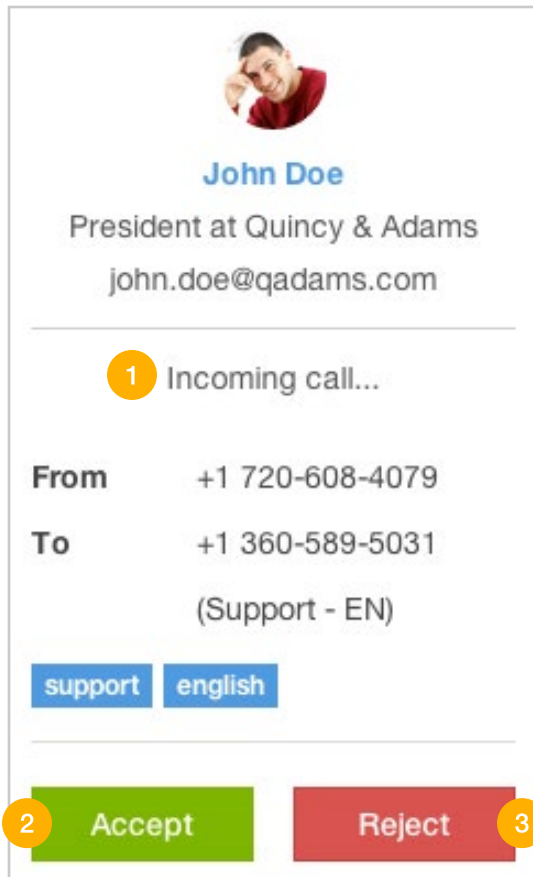 John Doe
President at Quincy & Adams
john.doe@qadams.com
1 Incoming call...
From +1 720-608-4079
To +1 360-589-5031
(Support - EN)
support english
2 Accept Reject 3